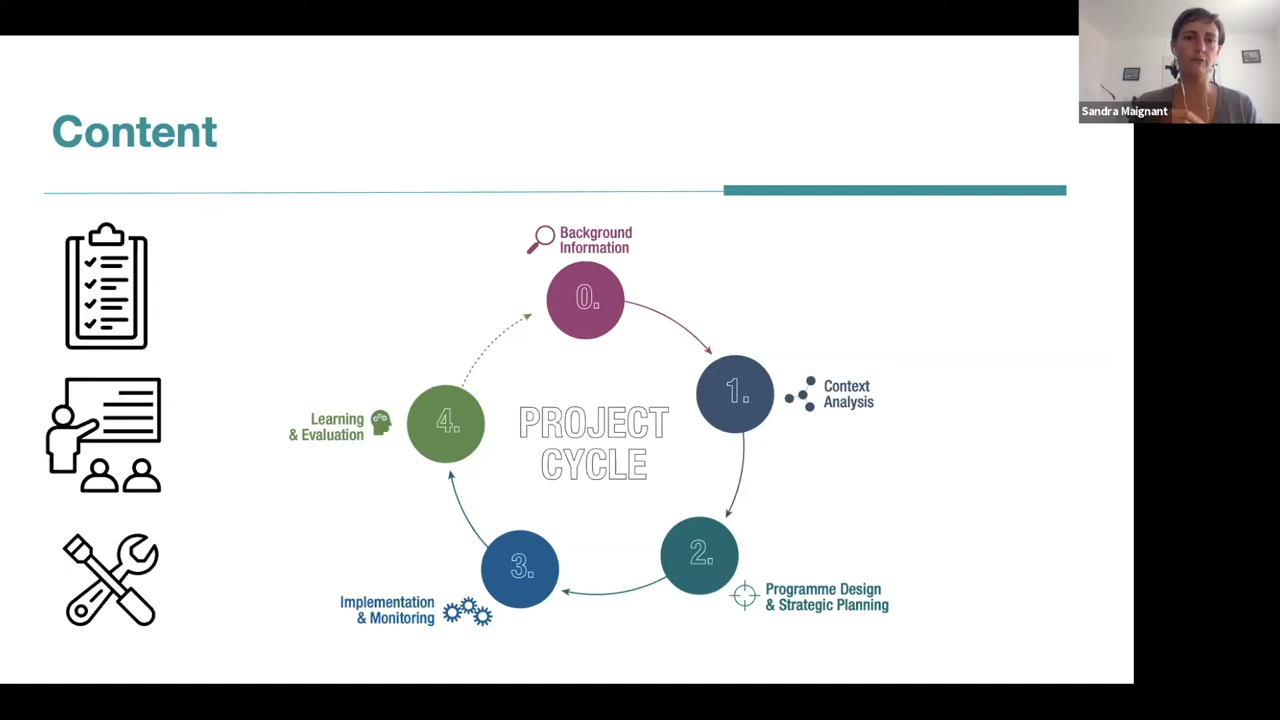 Sandra Maignant
Content
Background
Information
0.
1.
Context
Analysis
PROJECT
CYCLE
4.
Learning
& Evaluation
3.
Implementation
& Monitoring
2.
Programme Design
& Strategic Planning